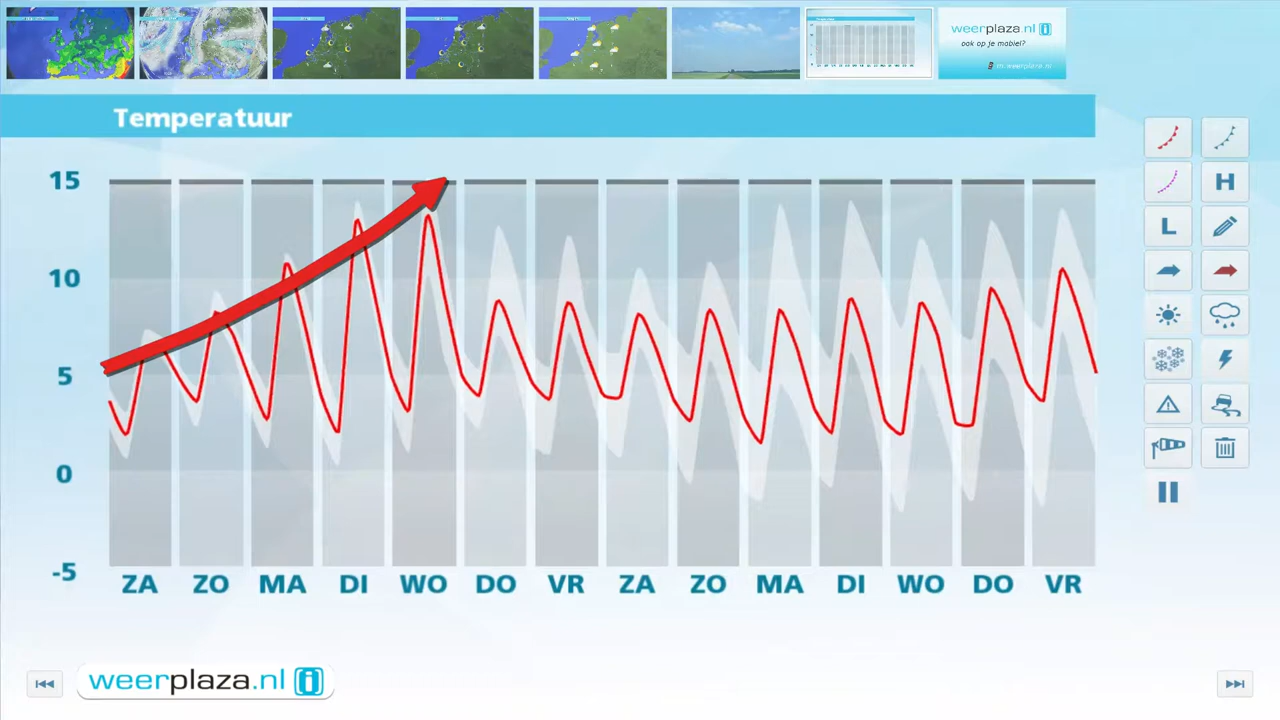 weerplaza.nl i
ook op je mobiel?
m.weerplaza.nl
Temperatuur
15
10
5
0
-5
H
L
ZA ZO MA DI WO DO VR ZA ZO MA DI WO DO VR
weerplaza.nl i